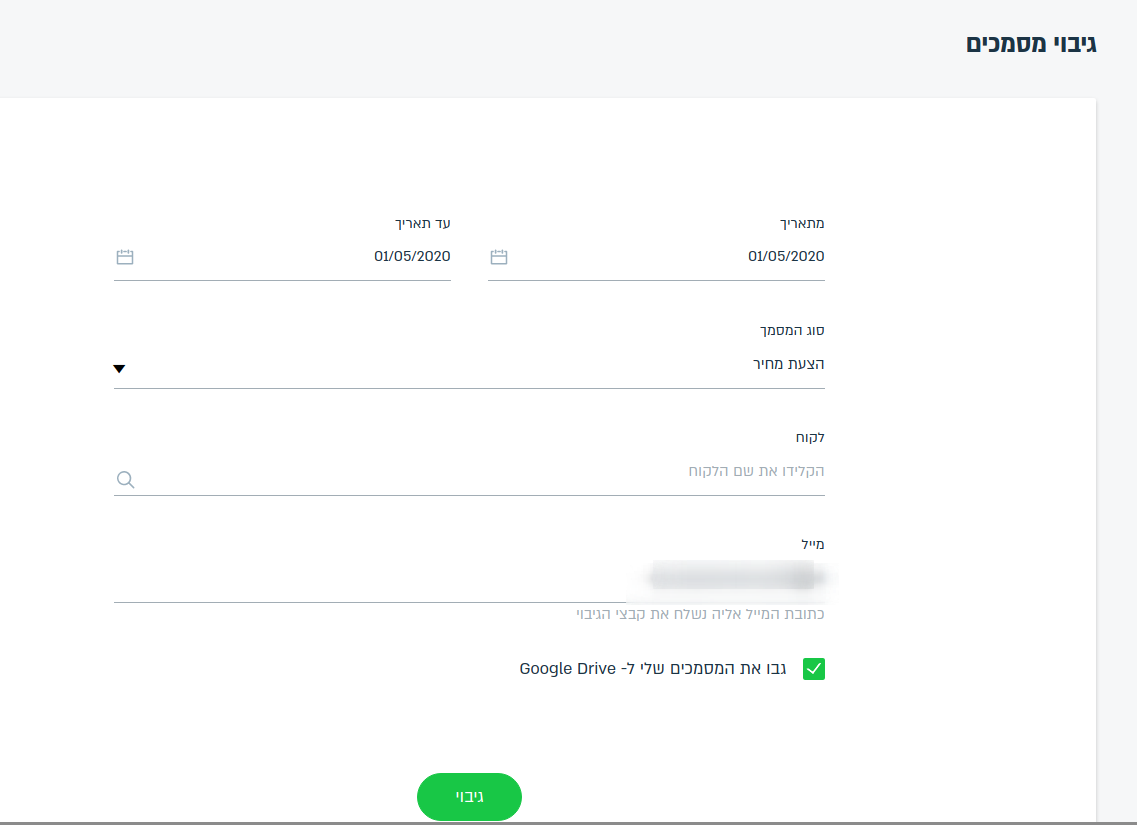 גיבוי מסמכים
מתאריך
01/05/2020
עד תאריך
01/05/2020
סוג המסמך
הצעת מחיר
לקוח
הקלידו את שם הלקוח
מייל
כתובת המייל אליה נשלח את קבצי הגיבוי
גבו את המסמכים שלי ל- Google Drive
גיבוי